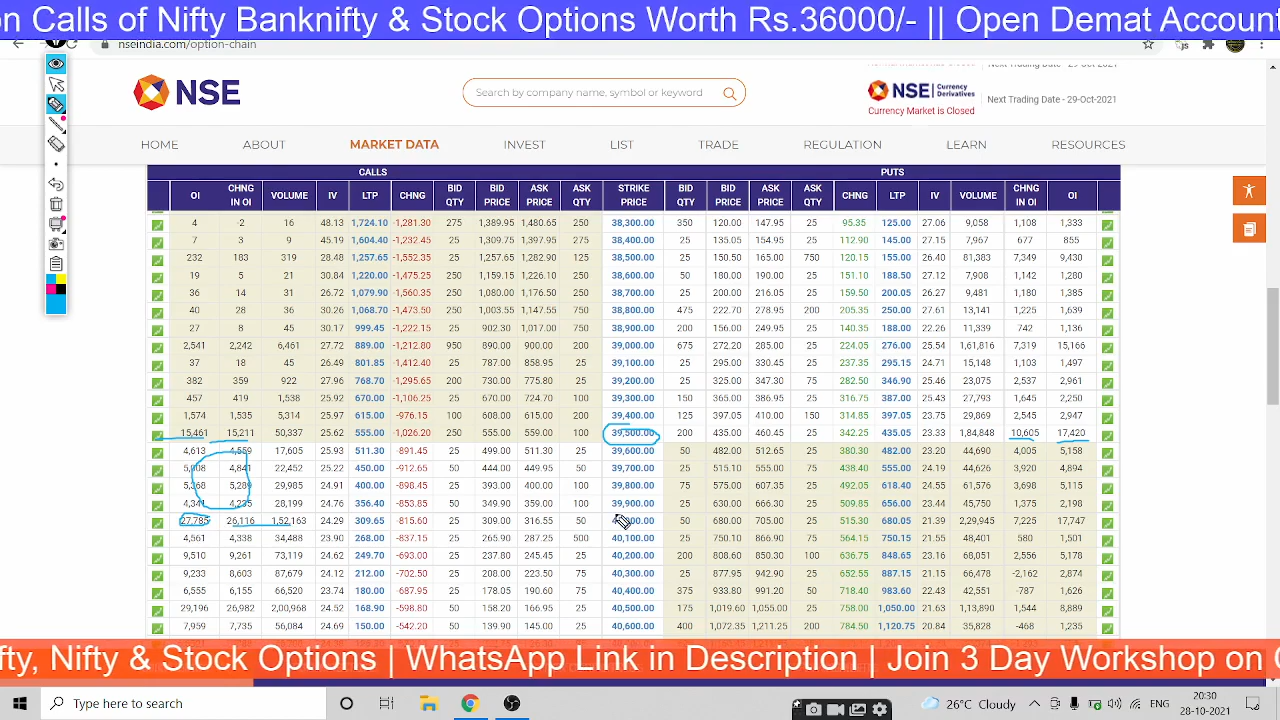 on Calls of Banknifty, Nifty & Stock Options | Rs.36000/- Per Accou
nseindia.com/option-chain
NSE
Search by company name, symbol or keyword
NSE Currency Derivatives
Currency Market is Closed
Next Trading Date - 29-Oct-2021
HOME ABOUT MARKET DATA INVEST LIST TRADE REGULATION LEARN RESOURCES
CALLS PUTS
OI CHNG IN OI VOLUME IV LTP CHNG BID QTY BID PRICE ASK PRICE ASK QTY STRIKE PRICE BID QTY BID PRICE ASK PRICE ASK QTY CHNG LTP IV VOLUME CHNG IN OI OI
4 -2 16 48.13 1,724.10 -1,281.30 275 1,389.95 1,480.65 250 38,300.00 350 120.00 147.95 25 95.35 125.00 27.06 9,058 1,108 1,333
7 3 9 45.19 1,604.40 -1,232.45 25 1,309.75 1,397.95 275 38,400.00 25 135.05 154.95 25 112.90 145.00 27.15 7,967 677 855
232 183 319 28.48 1,257.65 25 1,257.65 1,282.90 125 38,500.00 25 150.50 165.00 750 120.15 155.00 26.40 81,383 7,349 9,430
19 5 21 30.84 1,220.00 -1,475.25 250 1,119.15 1,226.10 250 38,600.00 50 180.00 190.00 25 151.10 188.50 27.12 7,908 1,142 1,280
36 14 31 26.72 1,079.90 250 1,080.00 1,176.50 250 38,700.00 25 200.00 216.05 25 159.50 200.05 26.27 9,481 1,180 1,385
40 28 36 30.26 1,068.70 -1,473.50 250 1,003.55 1,147.55 750 38,800.00 475 222.70 278.95 200 205.35 250.00 27.61 13,141 1,225 1,639
27 8 45 30.17 999.45 25 902.30 1,017.00 750 38,900.00 200 156.00 249.95 25 140.35 188.00 22.26 11,339 742 1,136
2,541 2,242 6,461 27.72 889.00 950 890.00 900.00 200 39,000.00 675 272.20 285.00 25 224.05 276.00 25.54 1,61,816 7,319 15,166
37 18 45 26.49 801.85 -1,412.40 25 787.00 858.95 25 39,100.00 25 295.00 330.45 25 237.35 295.15 24.71 15,148 1,103 1,497
382 359 922 27.96 768.70 -1,295.65 200 730.00 775.80 25 39,200.00 25 325.00 347.30 75 282.50 346.90 25.46 23,075 2,537 2,961
457 419 1,538 25.92 670.00 25 670.00 724.70 100 39,300.00 150 365.00 386.95 25 316.75 387.00 25.43 27,793 1,645 2,250
1,574 1,535 5,314 25.97 615.00 -976.15 100 608.00 615.00 200 39,400.00 125 397.05 410.00 150 314.85 397.05 23.75 29,869 2,545 2,947
15,461 15,211 50,337 25.62 555.00 -1,020.20 250 555.00 559.00 100 39,500.00 200 435.00 460.45 25 342.25 435.05 23.33 1,84,848 10,605 17,420
4,613 4,559 17,605 25.93 511.30 -891.45 25 500.00 511.30 25 39,600.00 50 482.00 512.65 25 380.30 482.00 23.20 44,690 4,005 5,158
4,841 22,452 25.22 450.00 -912.65 50 444.00 449.95 50 39,700.00 25 515.10 555.00 75 438.40 555.00 24.19 44,626 3,920 4,894
29,985 24.91 400.00 50 393.00 400.00 100 39,800.00 75 575.00 607.35 25 492.05 618.40 24.55 61,576 3,698 5,115
4,235 28,199 24.76 356.40 -853.85 50 349.90 359.00 100 39,900.00 25 630.00 666.30 25 509.85 656.00 23.44 45,750 1,375 2,198
27,785 26,116 1,52,163 24.29 309.65 -815.60 25 309.00 316.55 50 50 680.00 705.00 25 515.30 680.05 21.39 2,29,945 7,225 17,747
4,561 4,338 34,488 23.90 268.00 -837.15 25 265.90 287.25 500 40,100.00 25 750.10 866.90 75 564.15 750.15 21.55 48,401 580 1,501
9,510 9,261 73,119 24.62 249.70 -693.00 25 237.80 245.45 25 40,200.00 200 808.60 850.30 100 636.75 848.65 23.16 68,051 2,556 5,178
9,233 8,603 87,679 24.12 212.00 -702.50 25 208.00 223.50 75 40,300.00 25 877.95 942.90 25 652.55 887.15 21.15 66,478 -2,162 2,874
6,555 6,155 66,520 23.74 180.00 -687.95 25 178.05 190.60 75 40,400.00 375 933.80 991.20 50 718.40 983.60 22.43 42,551 -787 1,626
29,196 26,982 2,00,968 24.52 168.90 50 158.20 166.95 25 40,500.00 175 1,019.60 1,055.00 25 758.00 1,050.00 21.63 1,13,890 1,544 8,889
7,959 7,735 56,084 24.69 150.00 -542.20 50 139.90 145.00 25 40,600.00 400 1,072.35 1,211.25 200 784.50 1,120.75 20.84 35,828 -468 1,235
fty, Nifty & Stock Options | WhatsApp Link in Description | Join 3 Day Workshop on
Type here to search
26°C Cloudy
ENG
20:30
28-10-2021